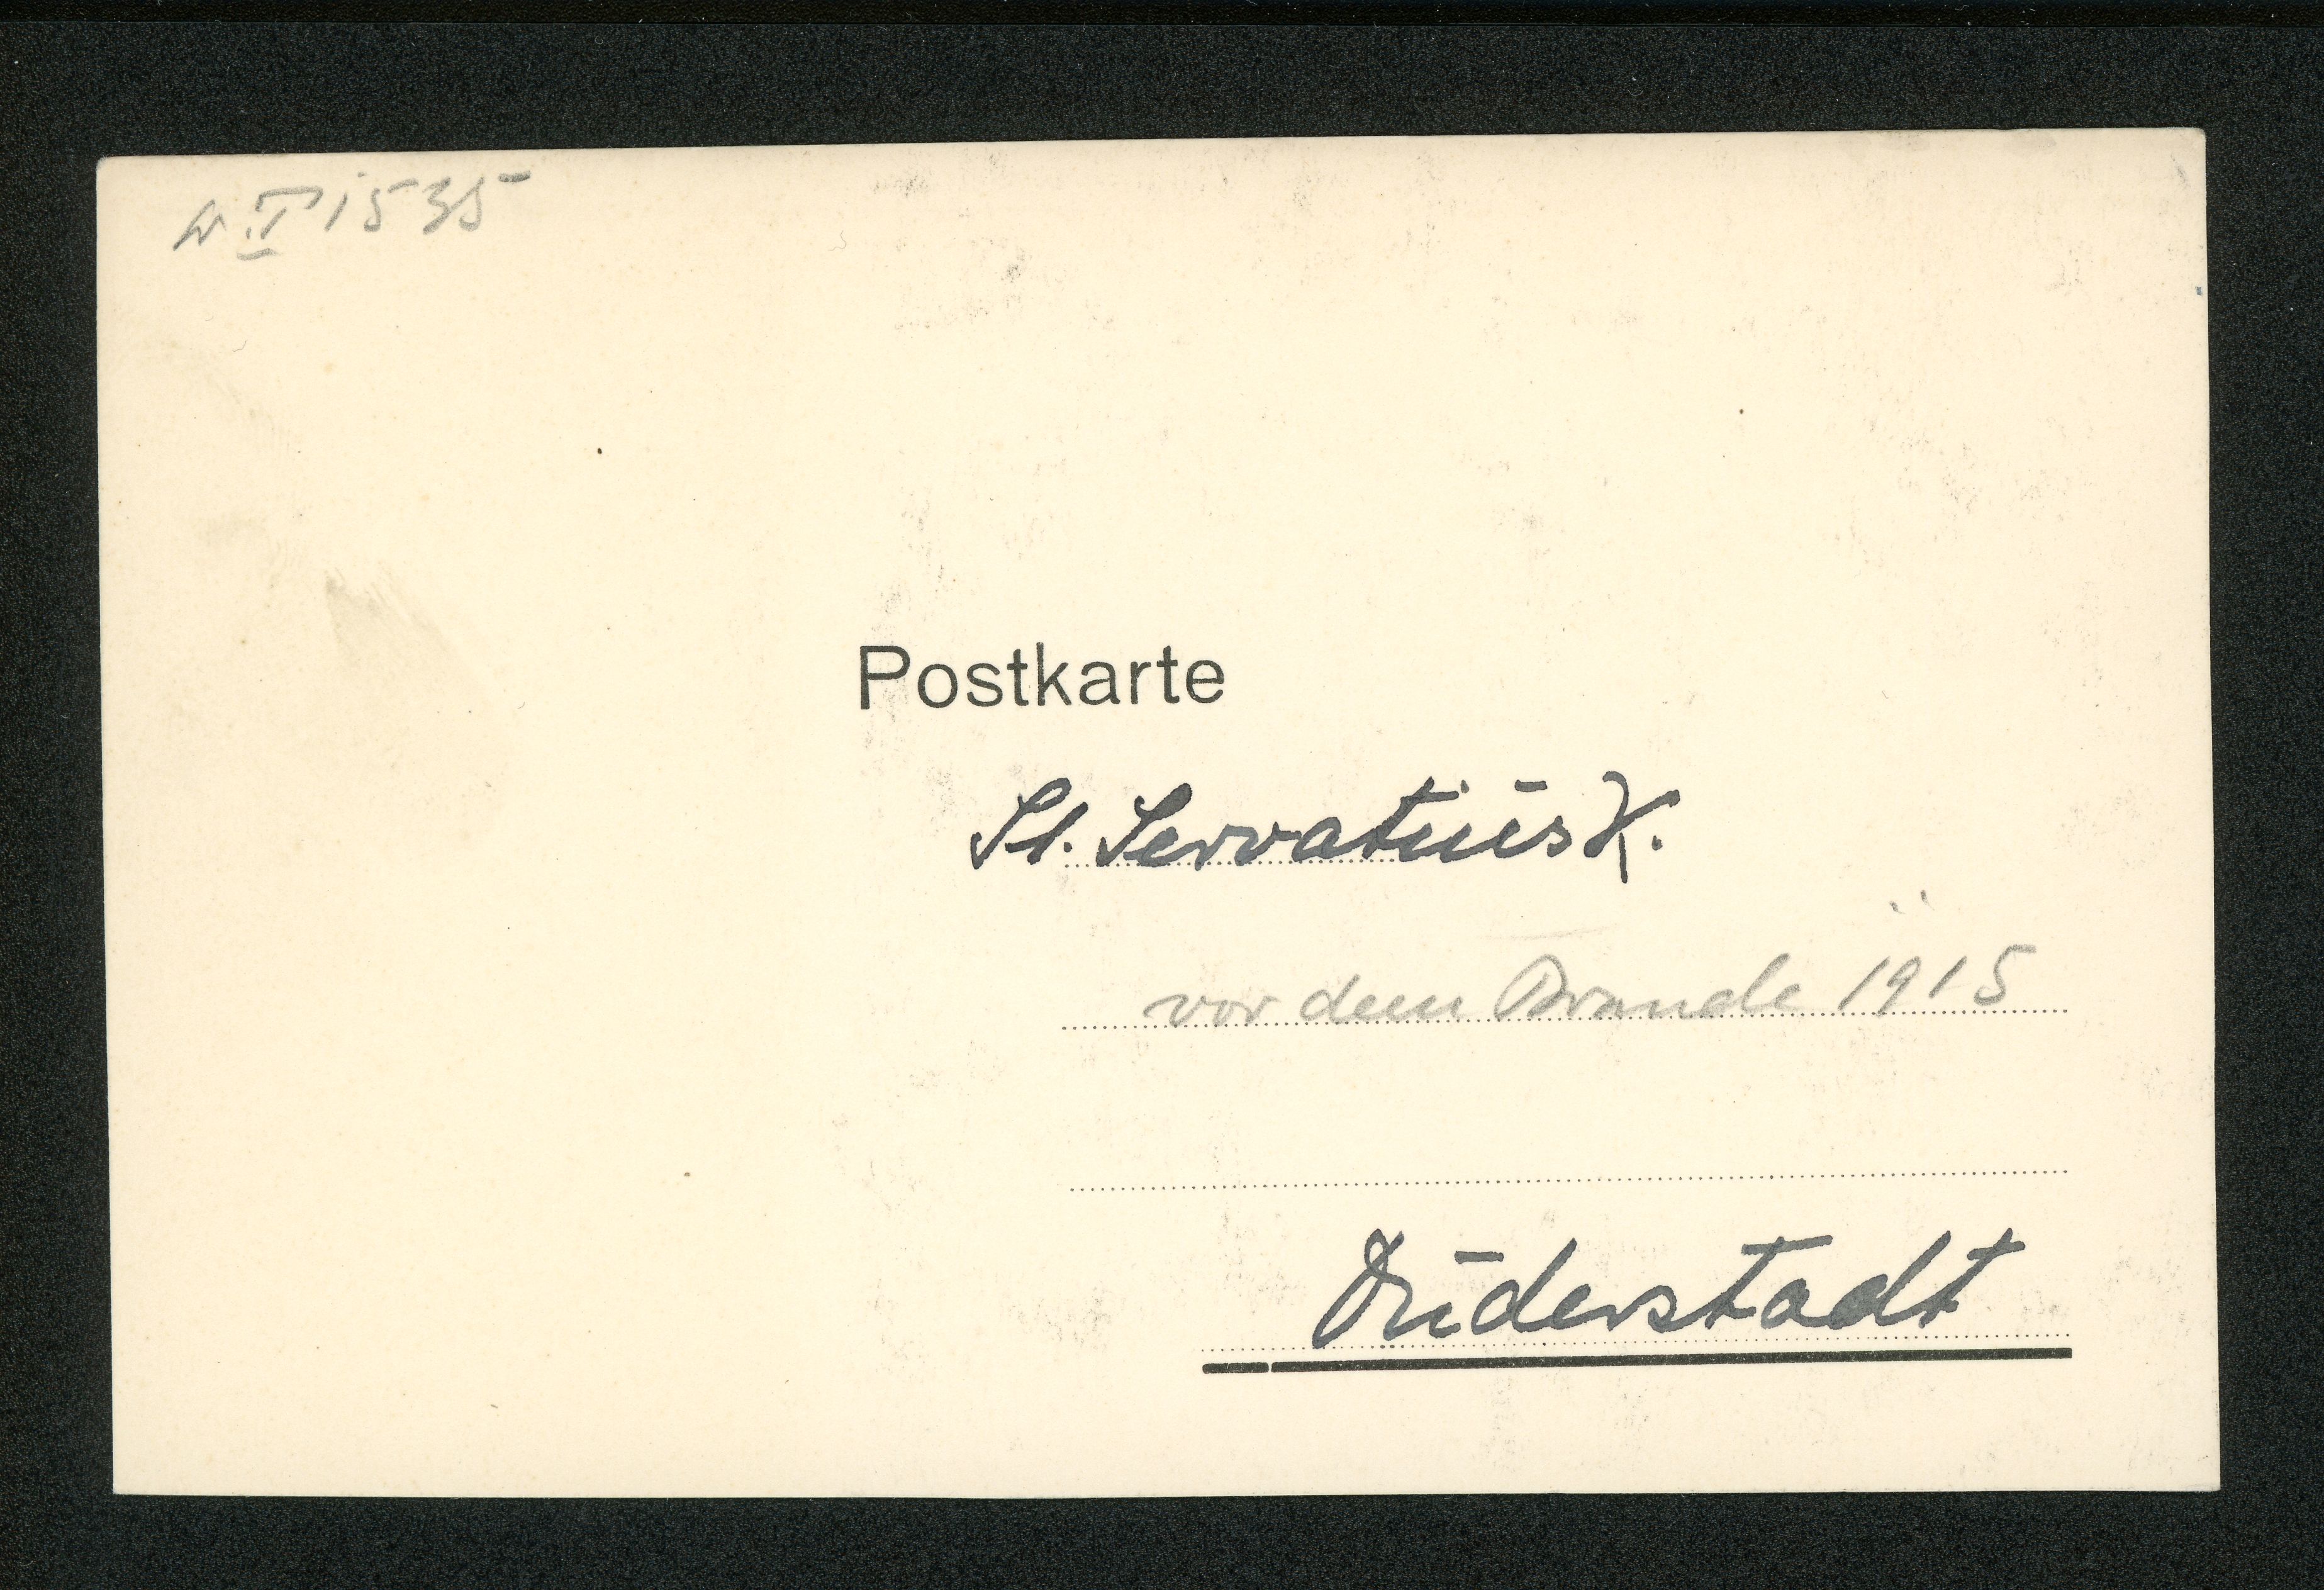 W.I 1535
Postkarte
St. Servatius K.
vor dem Brande 1915
Duderstadt